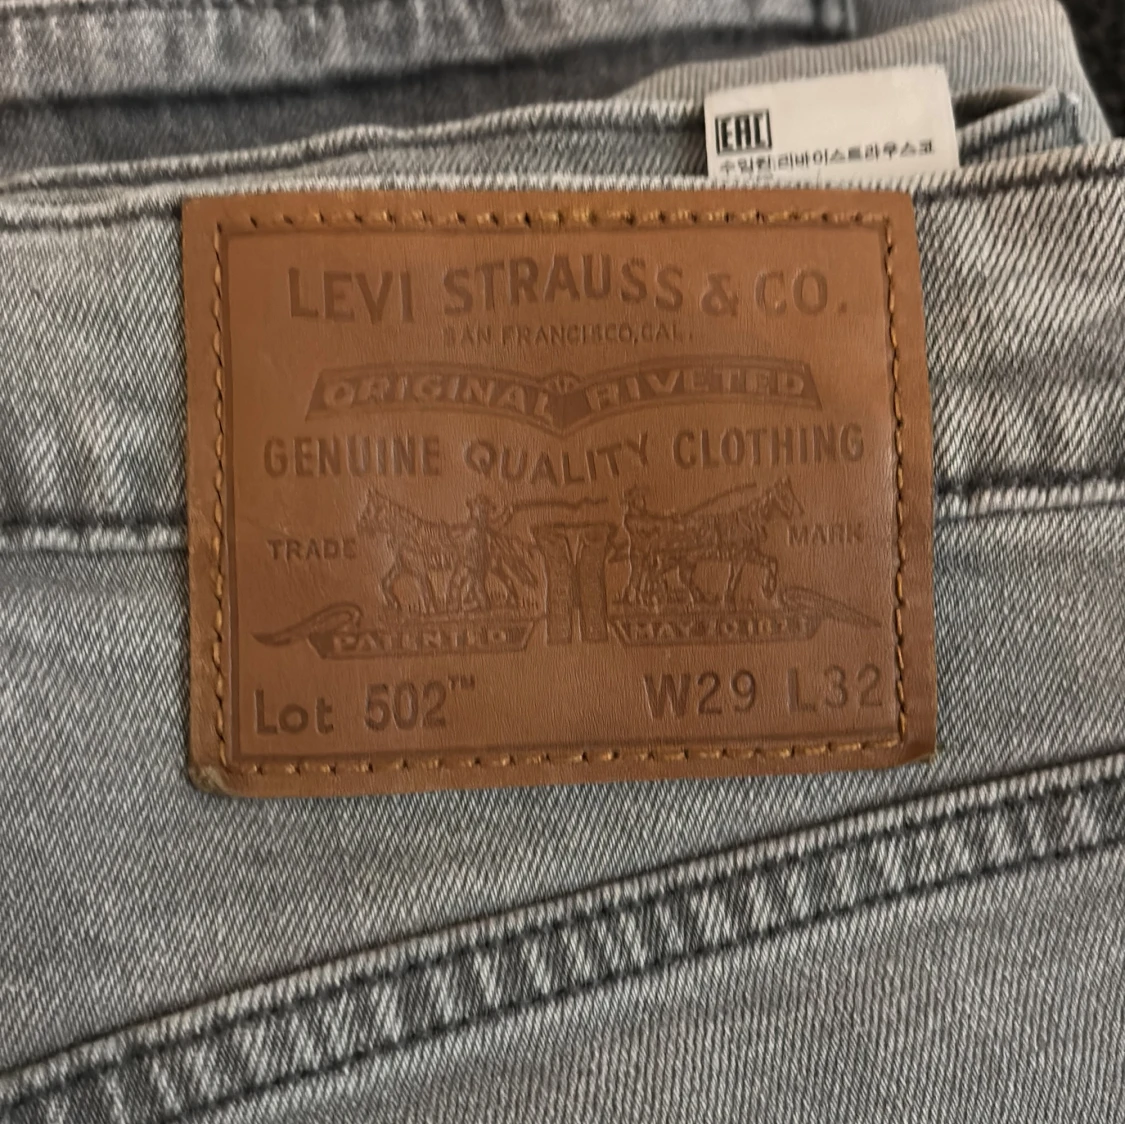 EAC
수입원:리바이스트라우스코
LEVI STRAUSS & CO.
SAN FRANCISCO, CAL.
ORIGINAL RIVETED
GENUINE QUALITY CLOTHING
TRADE MARK
PATENTED MAY 20 1873
Lot 502™ W29 L32